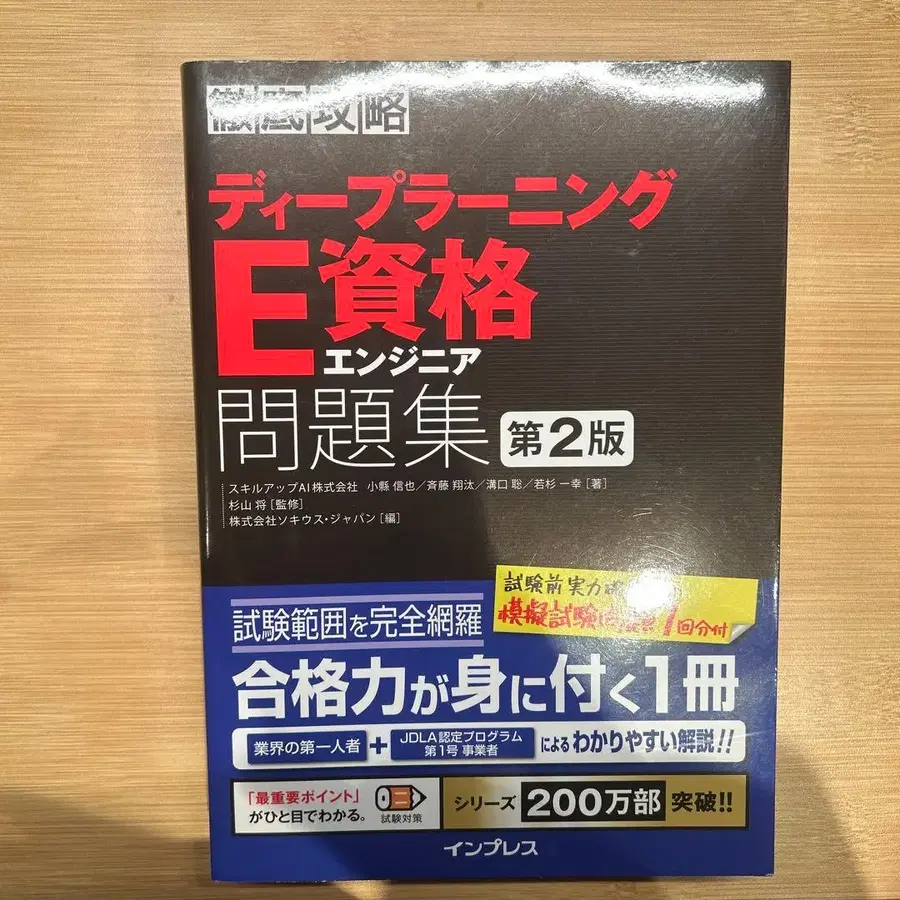 徹底攻略
ディープラーニング
E資格
エンジニア
問題集 第2版
スキルアップAI株式会社 小縣 信也／斉藤 翔汰／溝口 聡／若杉 一幸［著］
杉山 将［監修］
株式会社ソキウス・ジャパン［編］
試験前実力
模擬試験 1回分付
試験範囲を完全網羅
合格力が身に付く1冊
業界の第一人者 + JDLA認定プログラム 第1号 事業者 による わかりやすい解説!!
「最重要ポイント」
がひと目でわかる。
試験対策
シリーズ 200万部 突破!!
インプレス